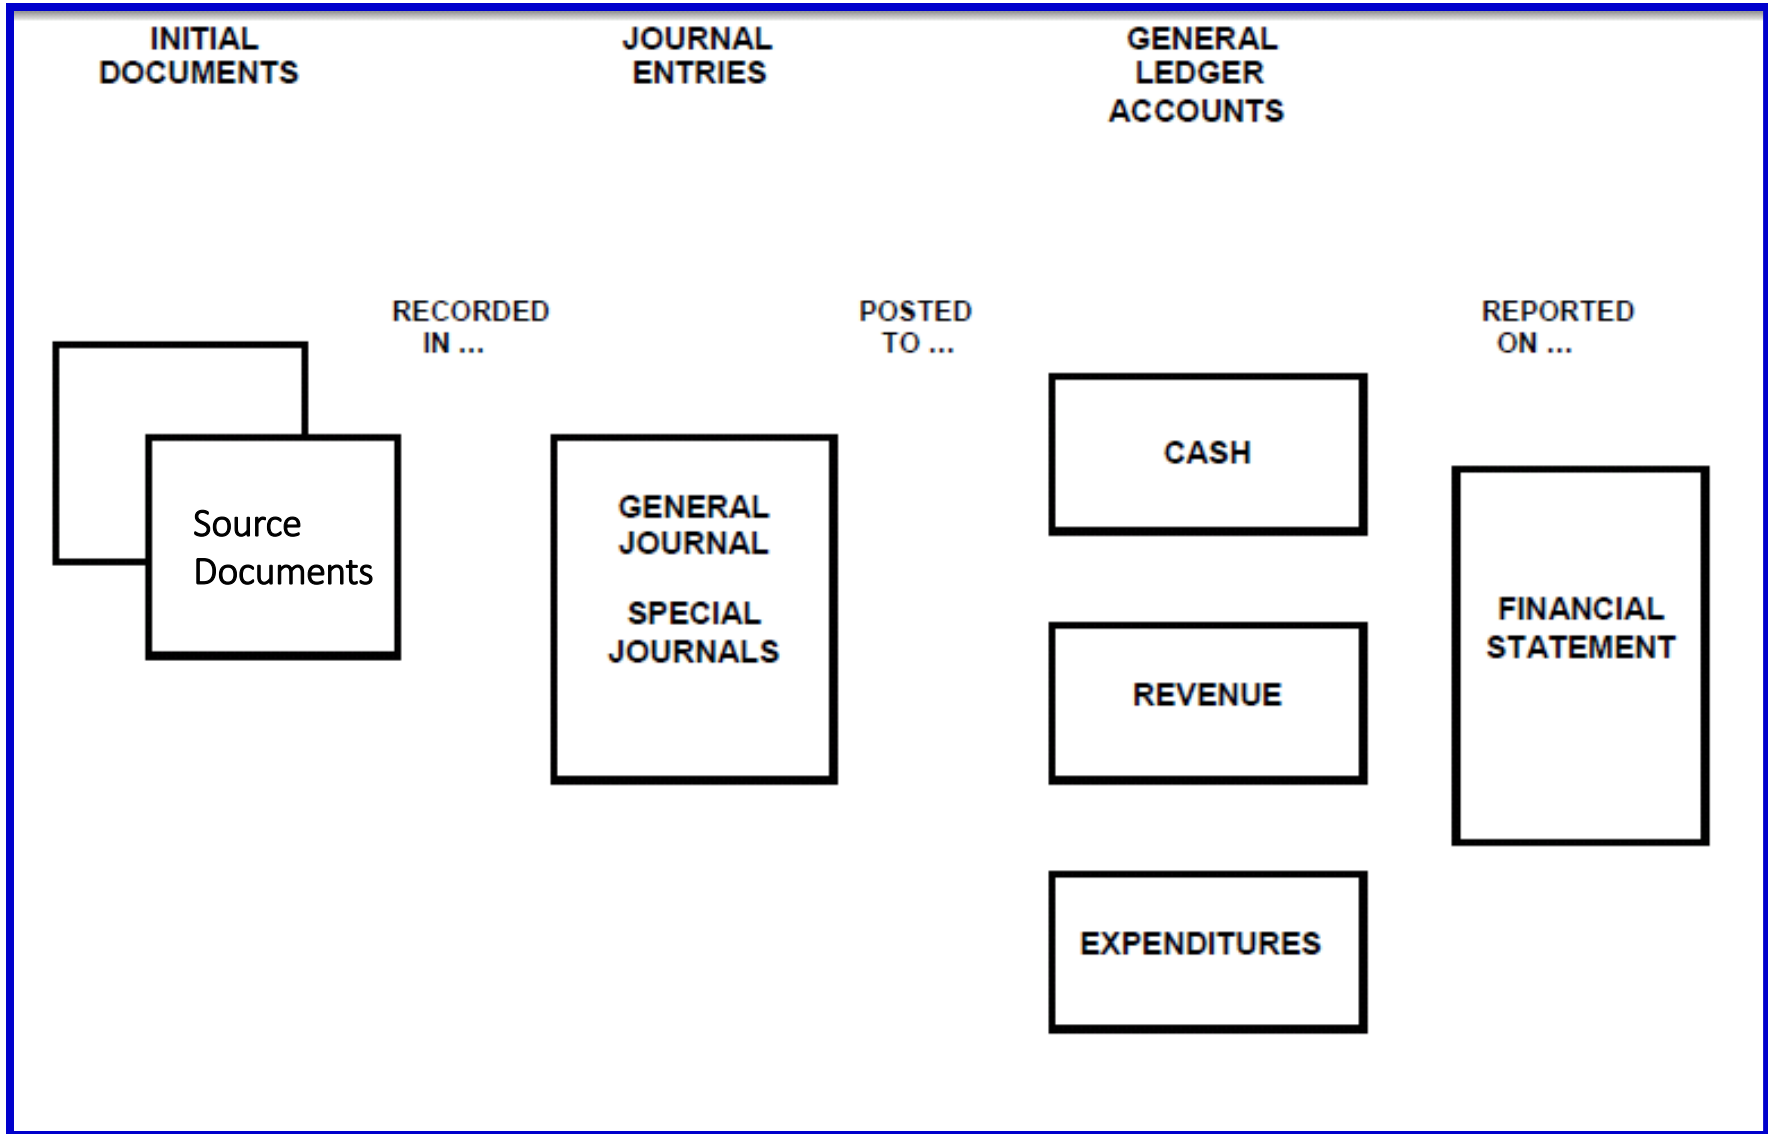 INITIAL
DOCUMENTS
JOURNAL
ENTRIES
GENERAL
LEDGER
ACCOUNTS
RECORDED
IN ...
POSTED
TO ...
REPORTED
ON ...
Source
Documents
GENERAL
JOURNAL
SPECIAL
JOURNALS
CASH
REVENUE
EXPENDITURES
FINANCIAL
STATEMENT